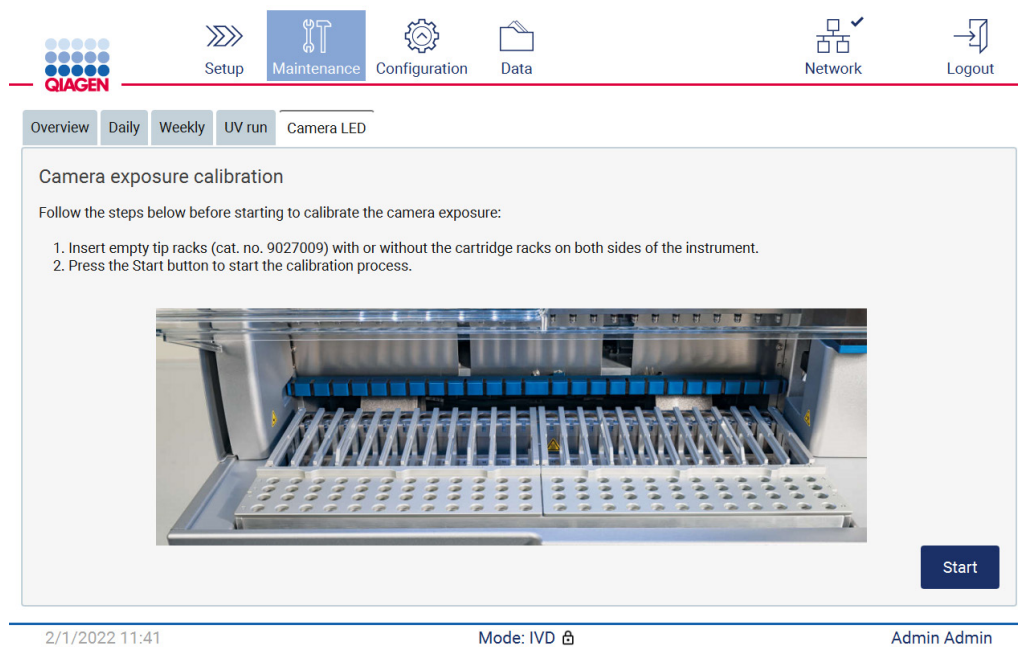 QIAGEN
Setup
Maintenance
Configuration
Data
Network
Logout
Overview
Daily
Weekly
UV run
Camera LED
Camera exposure calibration
Follow the steps below before starting to calibrate the camera exposure:
1. Insert empty tip racks (cat. no. 9027009) with or without the cartridge racks on both sides of the instrument.
2. Press the Start button to start the calibration process.
Start
2/1/2022 11:41
Mode: IVD
Admin Admin